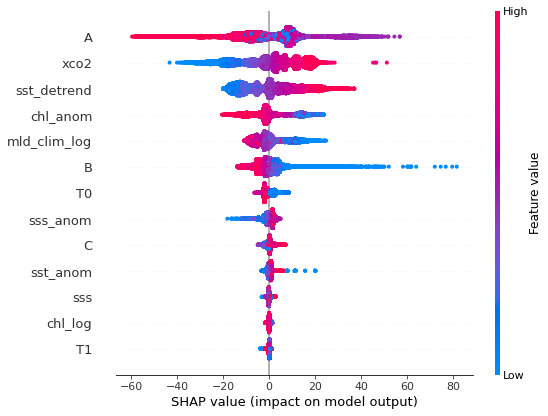 High
A
xco2
sst_detrend
chl_anom
mld_clim_log
B
T0
sss_anom
C
sst_anom
sss
chl_log
T1
Low
Feature value
−60 −40 −20 0 20 40 60 80
SHAP value (impact on model output)